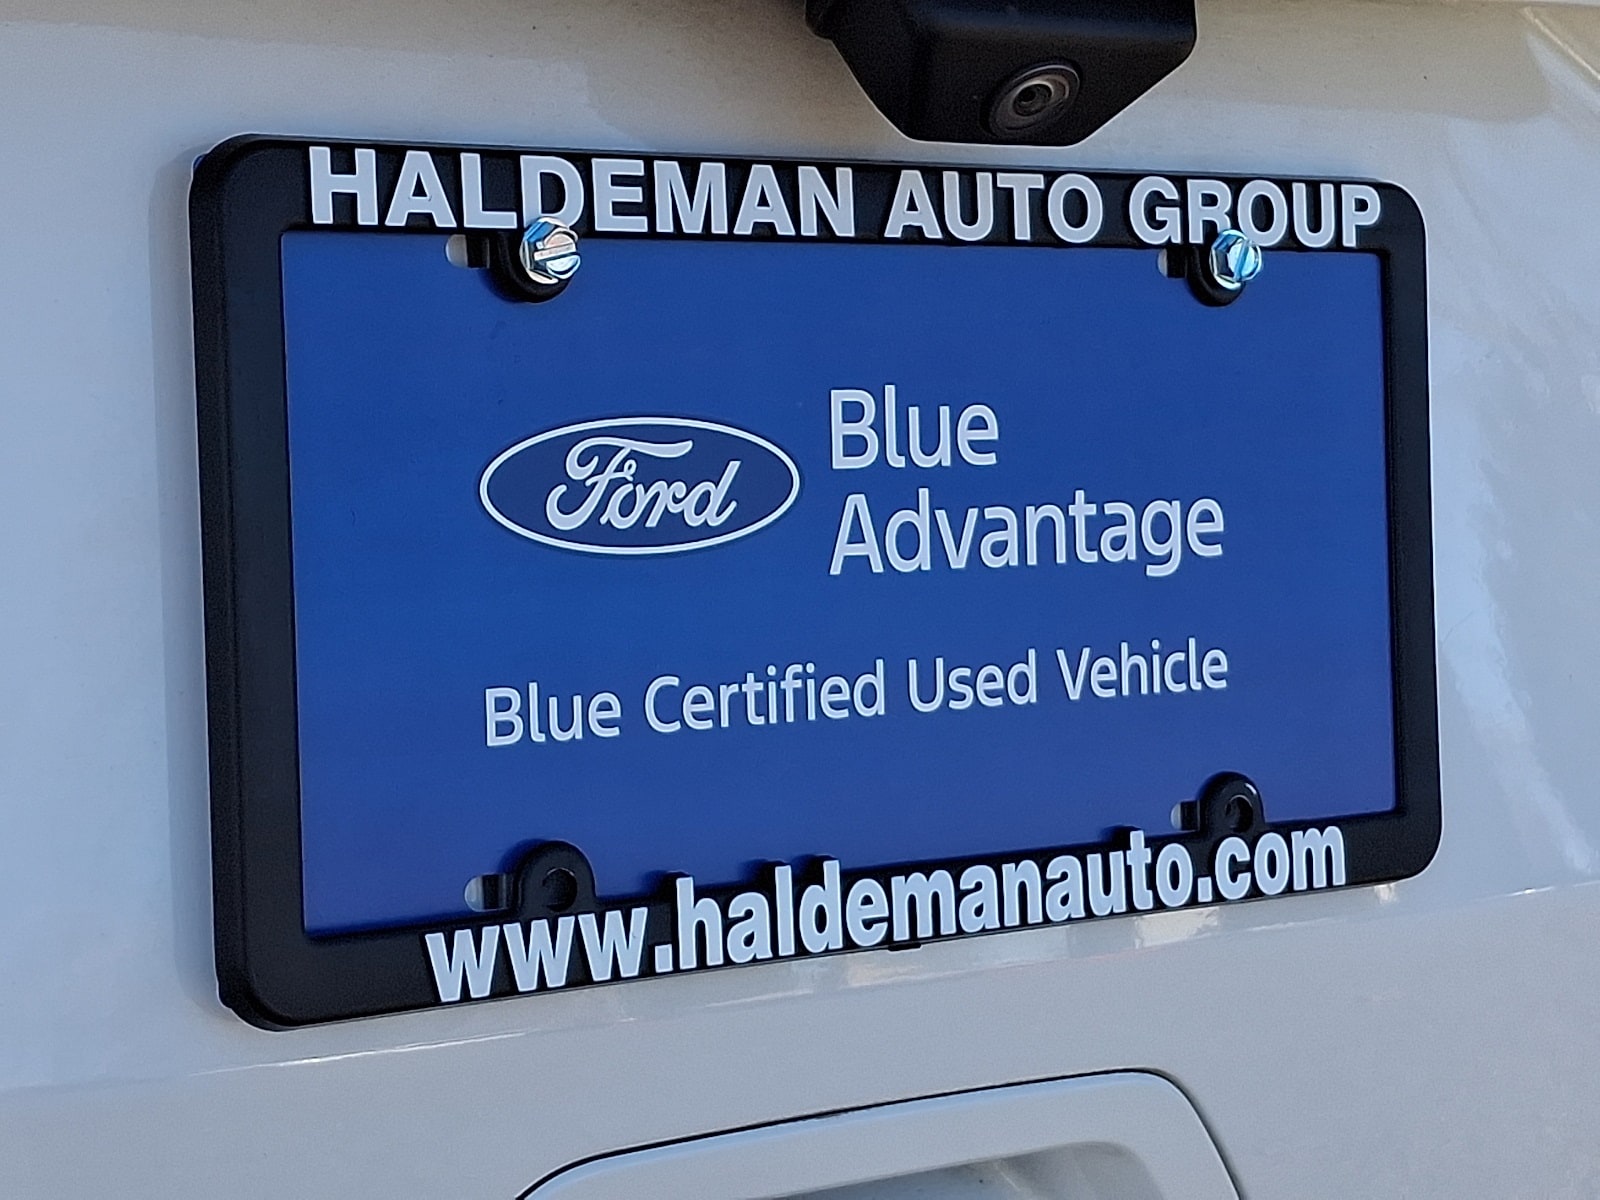 HALDEMAN AUTO GROUP
Ford
Blue
Advantage
Blue Certified Used Vehicle
www.haldemanauto.com